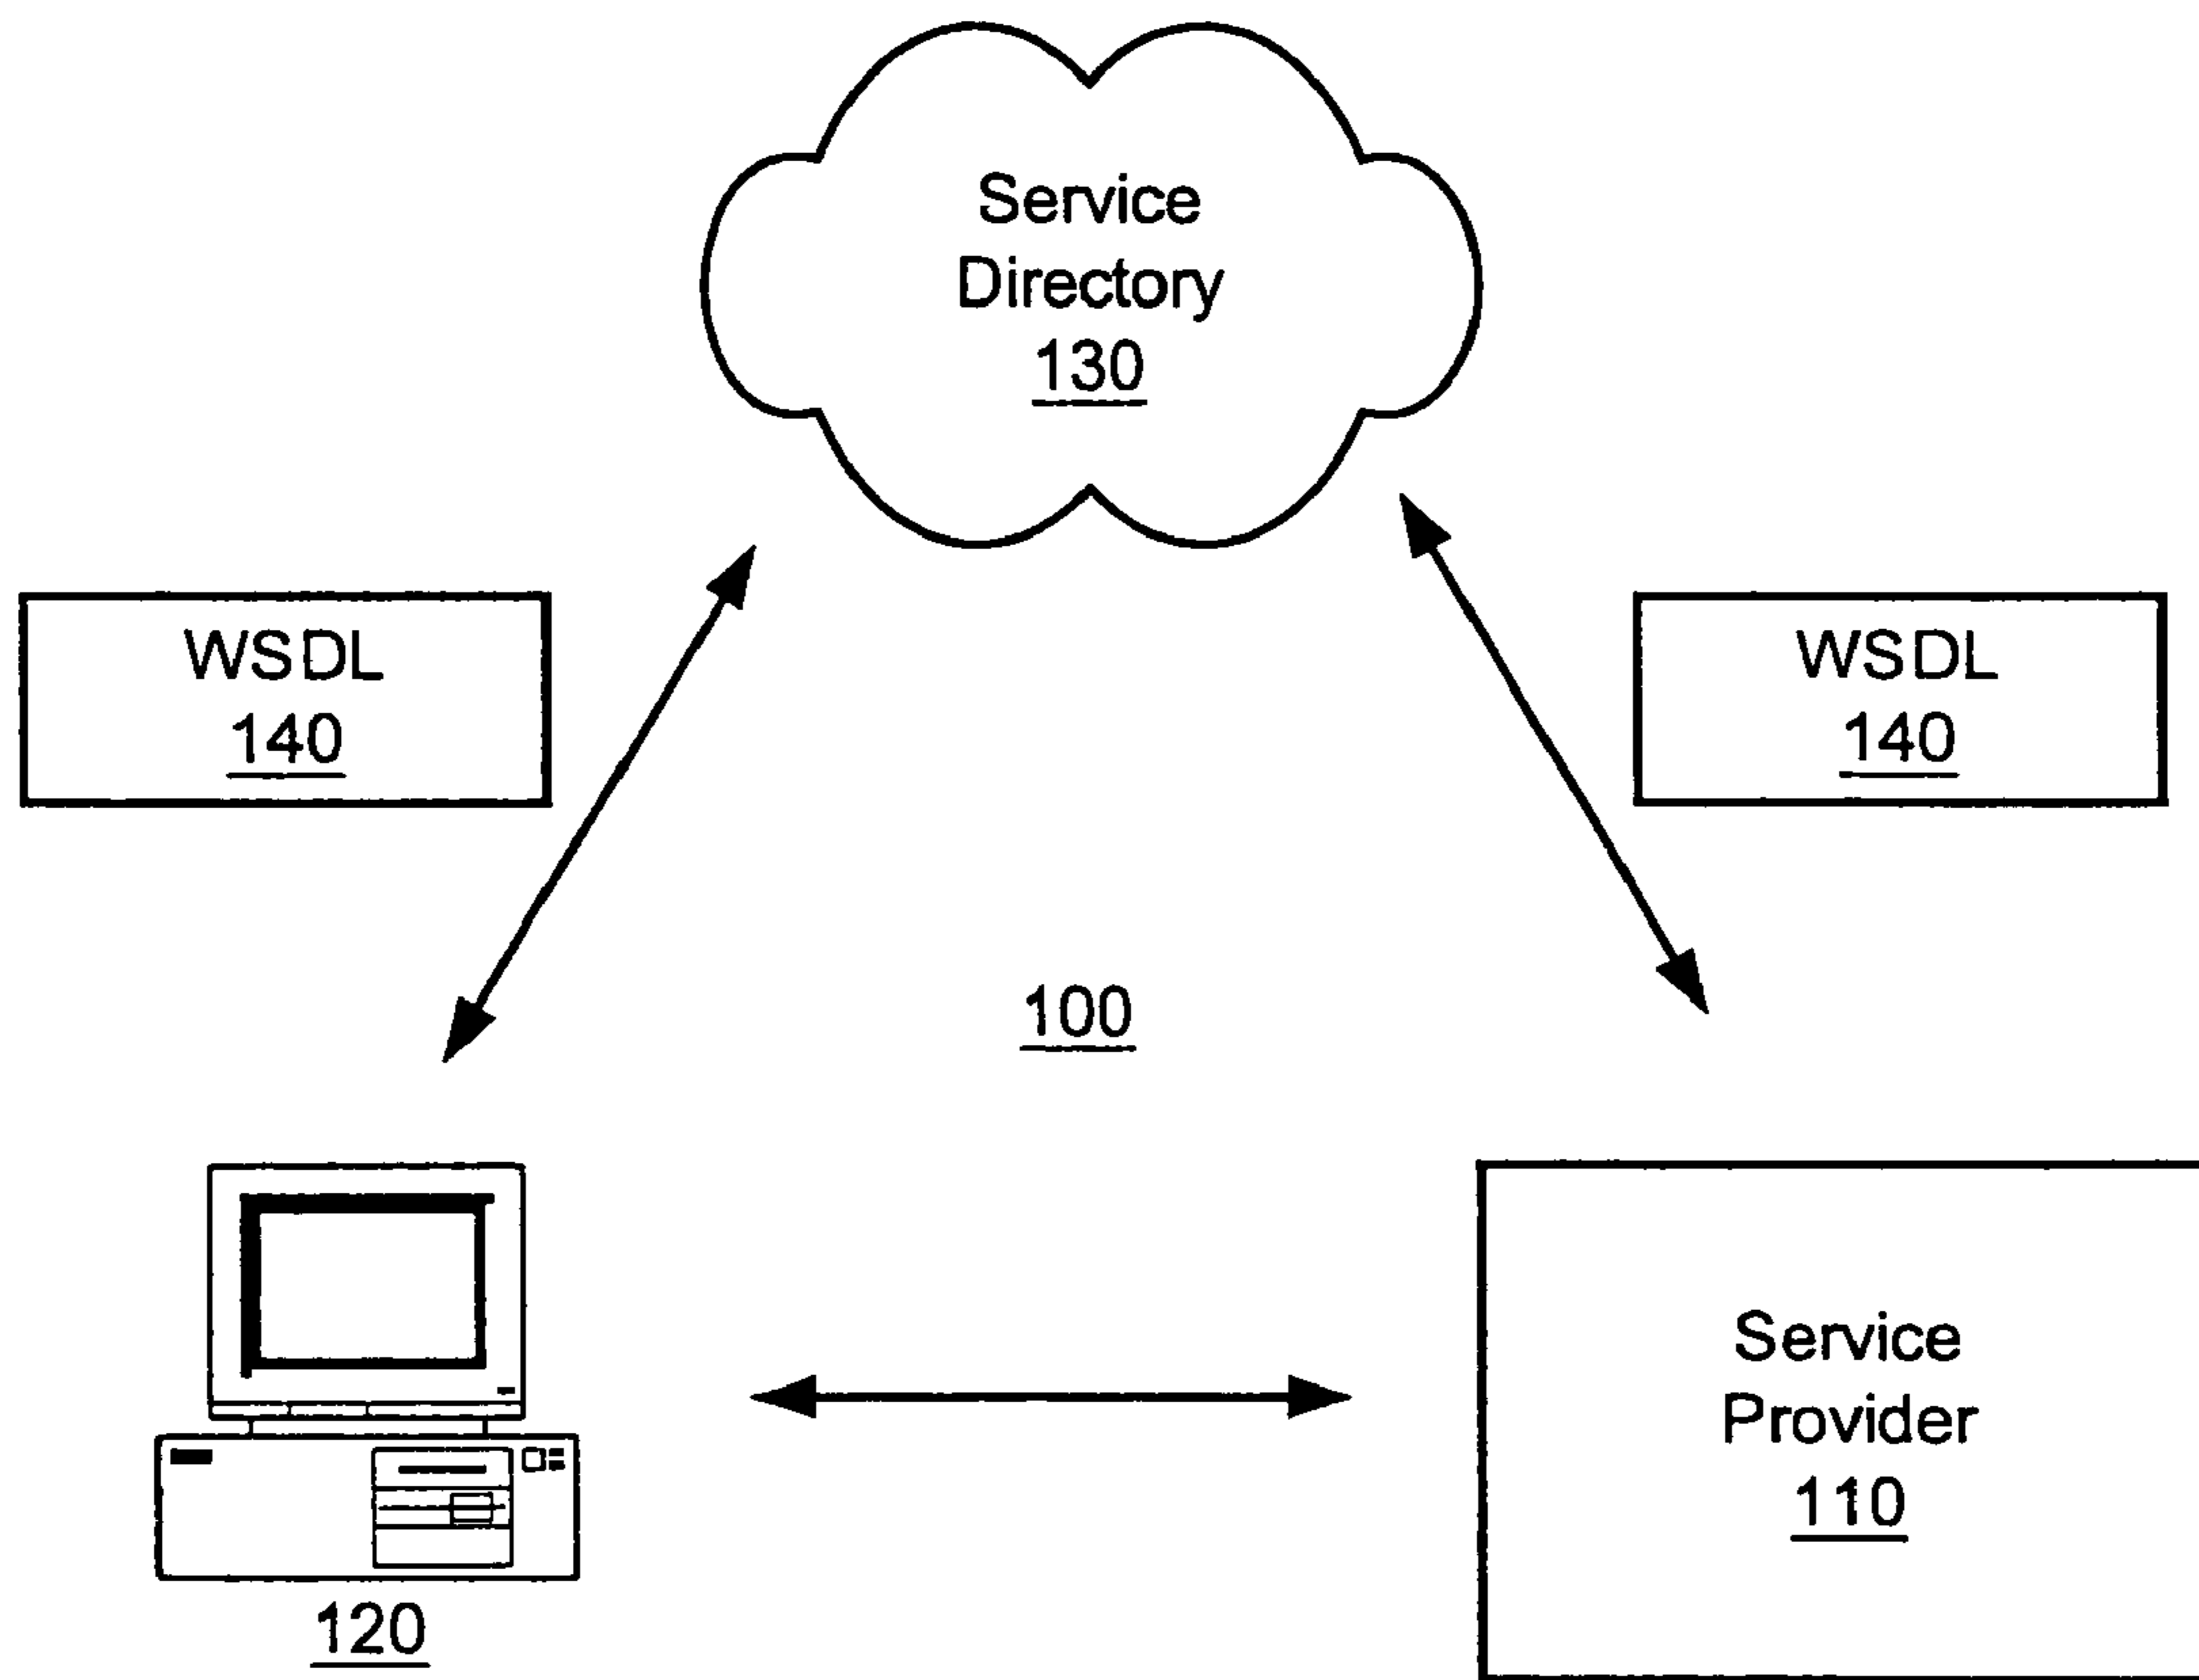 Service
Directory
130
WSDL
140
WSDL
140
100
Service
Provider
110
120